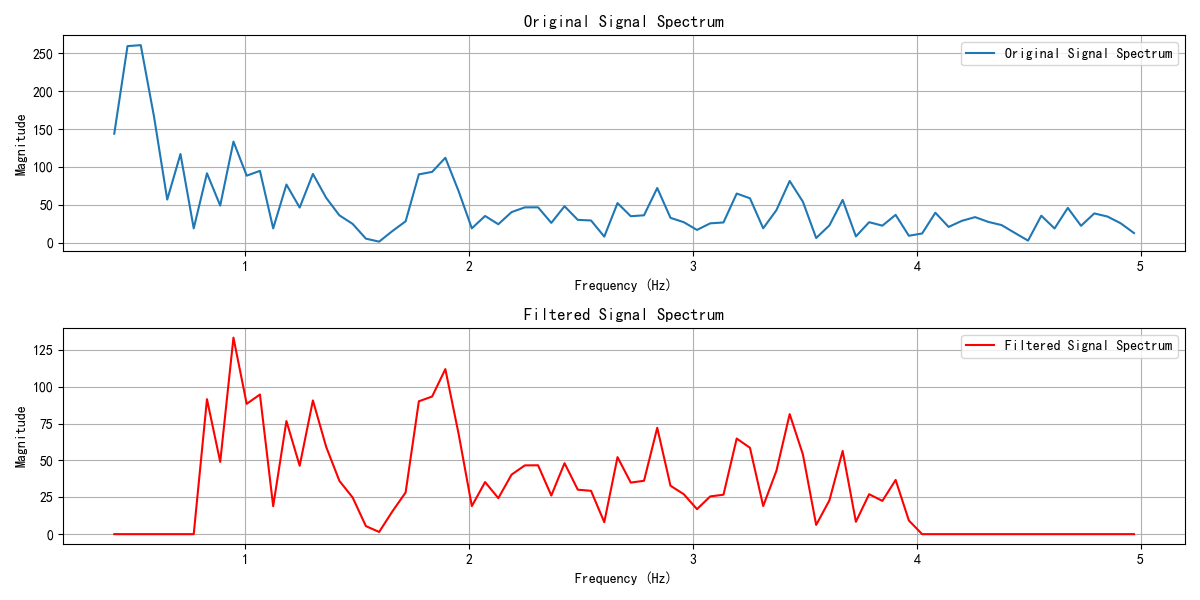 Original Signal Spectrum
250
200
150
100
50
0
Magnitude
Original Signal Spectrum
1 2 3 4 5
Frequency (Hz)
Filtered Signal Spectrum
125
100
75
50
25
0
Magnitude
Filtered Signal Spectrum
1 2 3 4 5
Frequency (Hz)